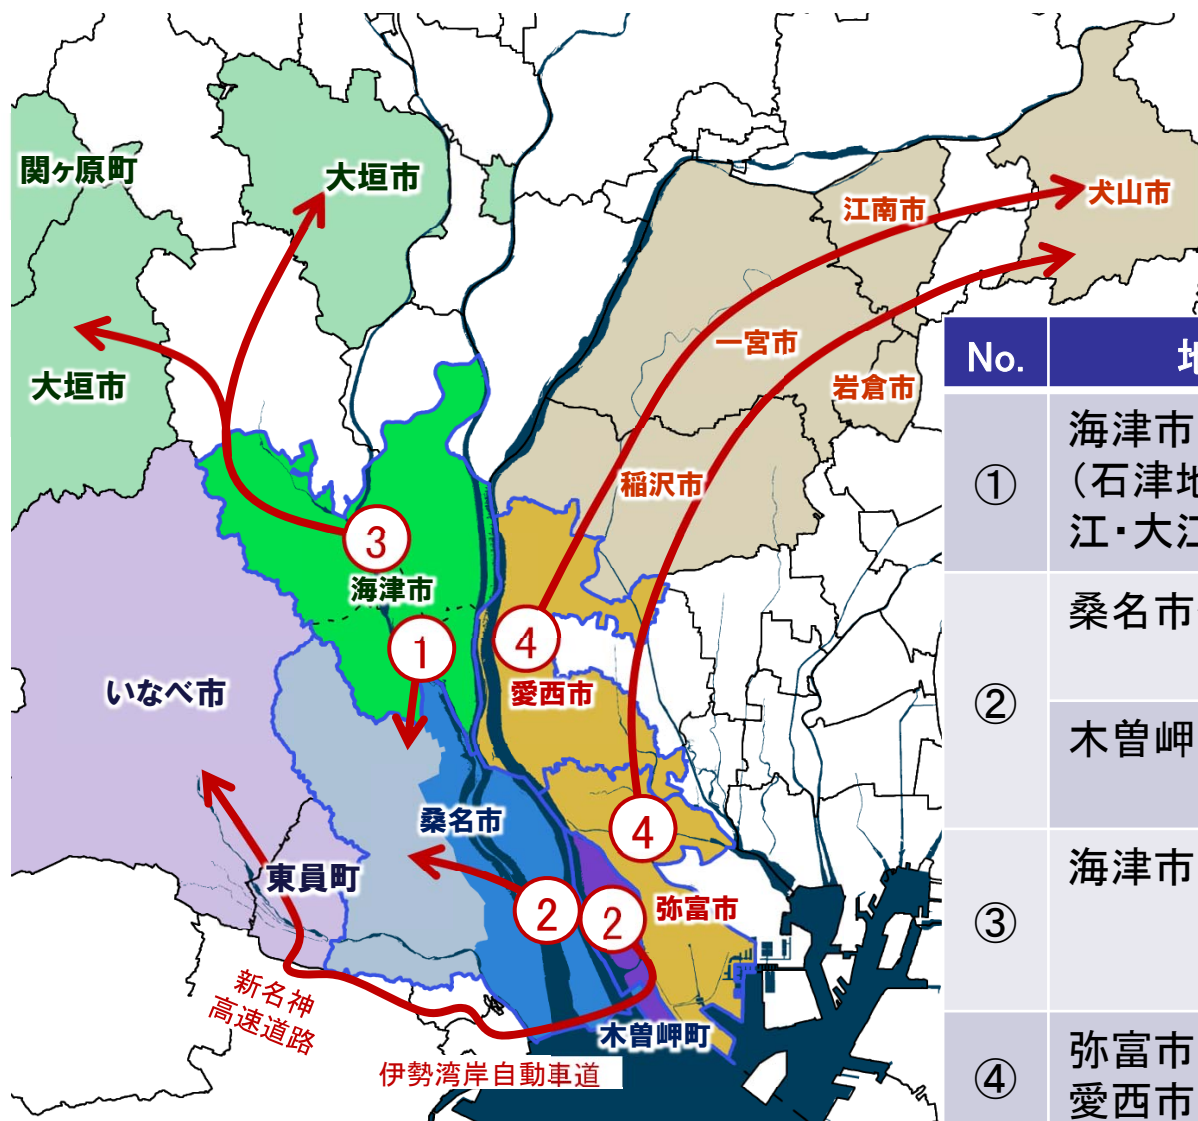 関ヶ原町
大垣市
犬山市
江南市
一宮市
大垣市
岩倉市
稲沢市
③
海津市
①
④
いなべ市
愛西市
桑名市
④
東員町
②
②
弥富市
新名神
高速道路
木曽岬町
伊勢湾岸自動車道
No.
①
海津市
(石津地
江・大江
②
桑名市
木曽岬
③
海津市
④
弥富市
愛西市